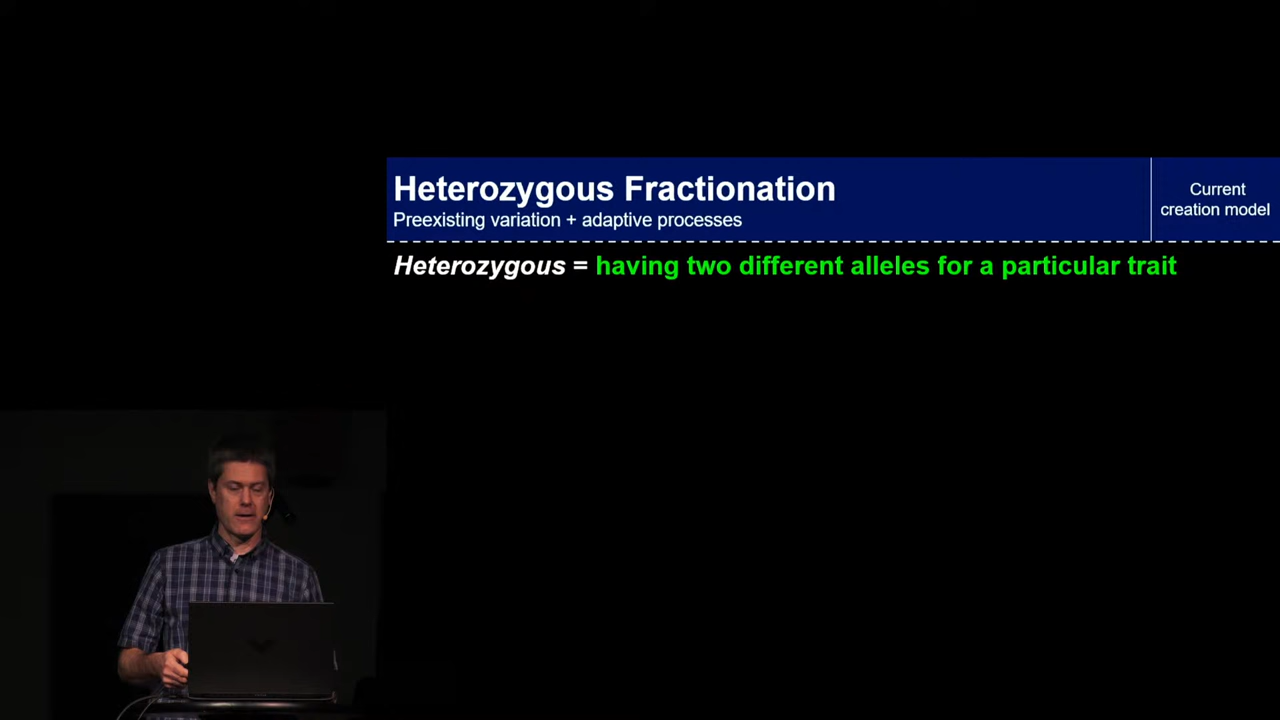 Heterozygous Fractionation
Preexisting variation + adaptive processes
Current
creation model
Heterozygous = having two different alleles for a particular trait